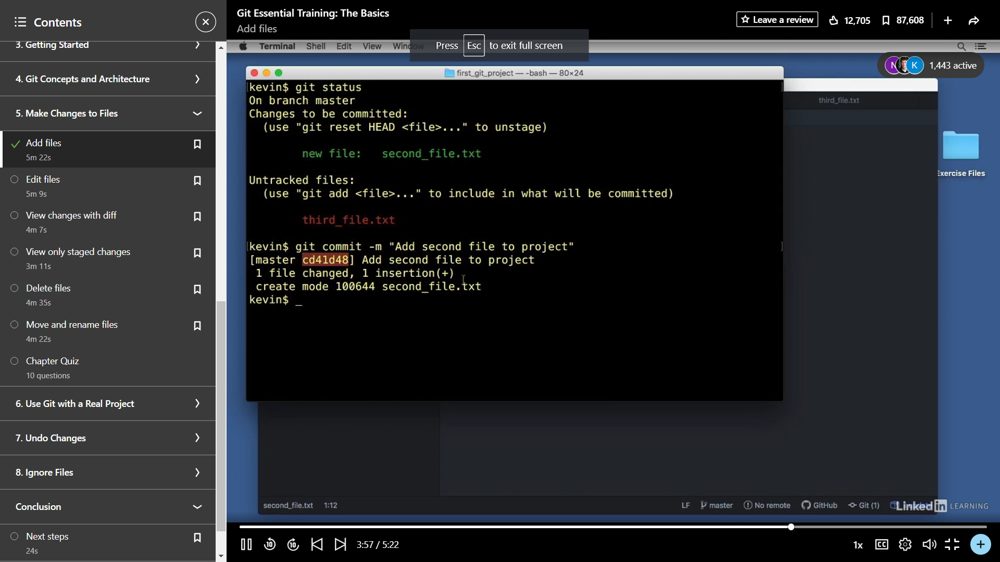 Contents
3. Getting Started
4. Git Concepts and Architecture
5. Make Changes to Files
Add files
5m 22s
Edit files
5m 9s
View changes with diff
4m 7s
View only staged changes
3m 11s
Delete files
4m 35s
Move and rename files
4m 22s
Chapter Quiz
10 questions
6. Use Git with a Real Project
7. Undo Changes
8. Ignore Files
Conclusion
Next steps
24s
Git Essential Training: The Basics
Add files
Leave a review 12,705 87,608
Press Esc to exit full screen
Terminal Shell Edit View Window
N K 1,443 active
first_git_project — -bash — 80×24
kevin$ git status
On branch master
Changes to be committed:
(use "git reset HEAD <file>..." to unstage)
new file: second_file.txt
Untracked files:
(use "git add <file>..." to include in what will be committed)
third_file.txt
kevin$ git commit -m "Add second file to project"
[master cd41d48] Add second file to project
1 file changed, 1 insertion(+)
create mode 100644 second_file.txt
kevin$ _
third_file.txt
Exercise Files
second_file.txt 1:12
LF master No remote GitHub Git (1)
LinkedIn LEARNING
10 10 3:57 / 5:22
1x CC